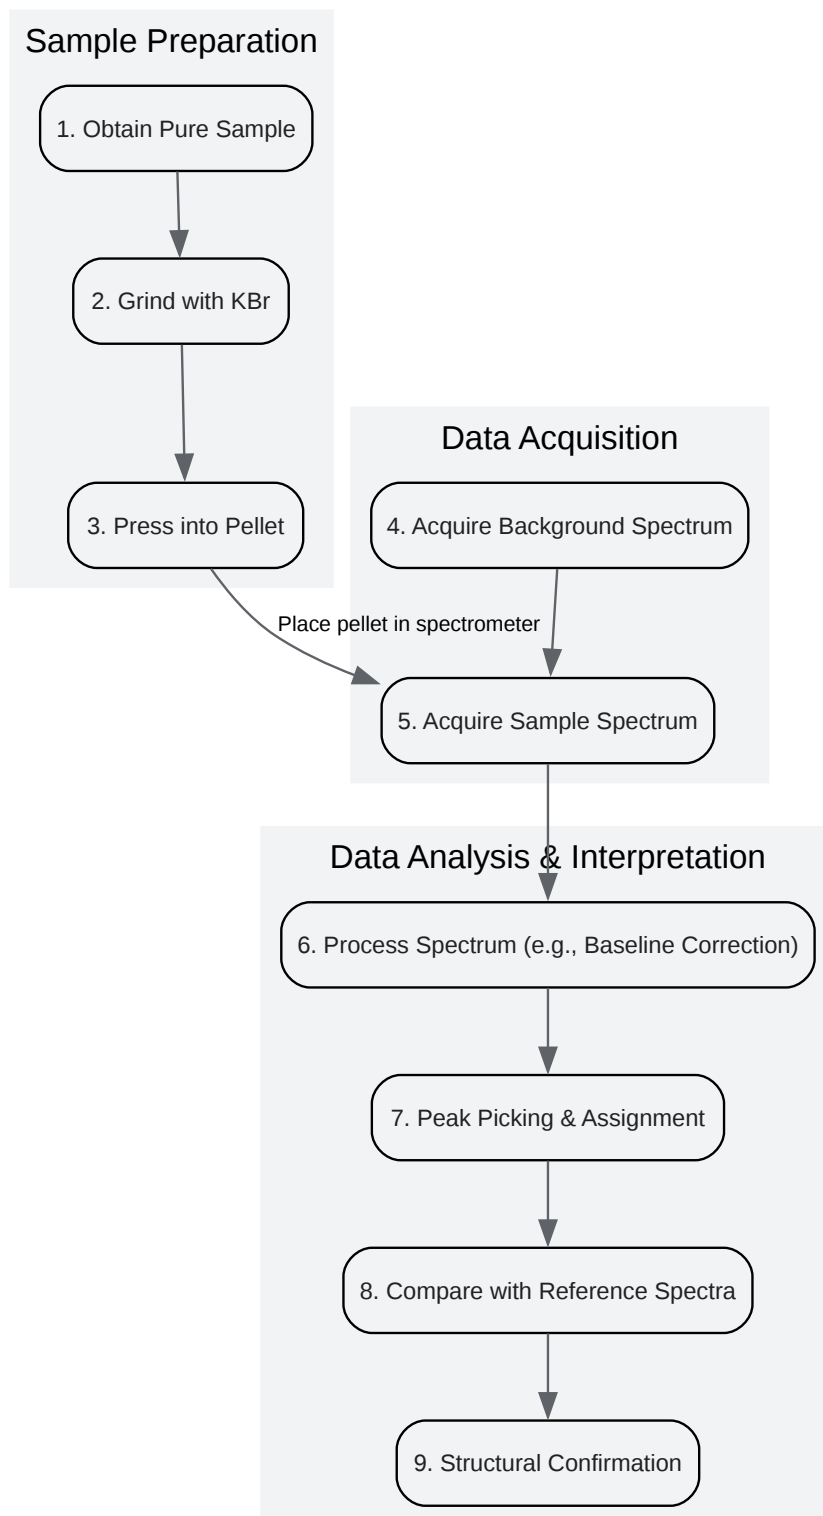 Sample Preparation
1. Obtain Pure Sample
2. Grind with KBr
3. Press into Pellet
Data Acquisition
4. Acquire Background Spectrum
Place pellet in spectrometer
5. Acquire Sample Spectrum
Data Analysis & Interpretation
6. Process Spectrum (e.g., Baseline Correction)
7. Peak Picking & Assignment
8. Compare with Reference Spectra
9. Structural Confirmation